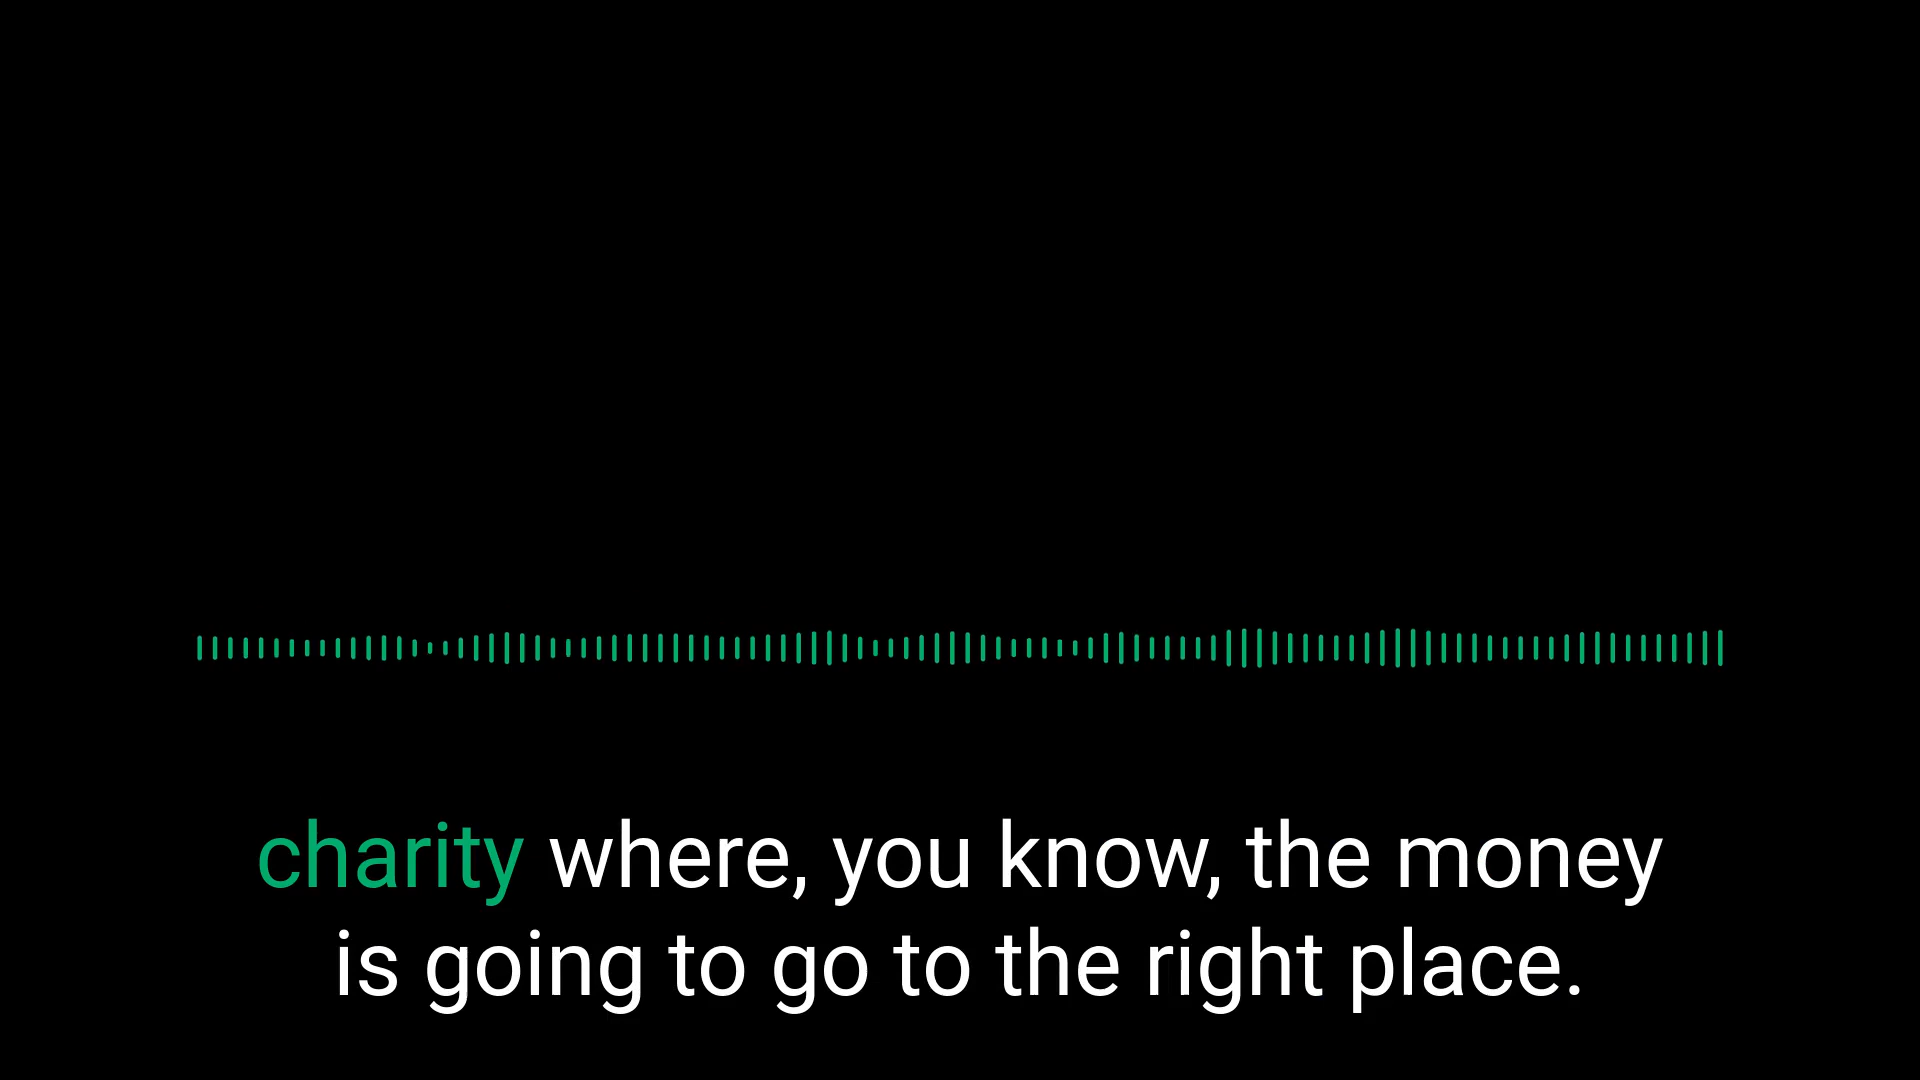 charity where, you know, the money
is going to go to the right place.